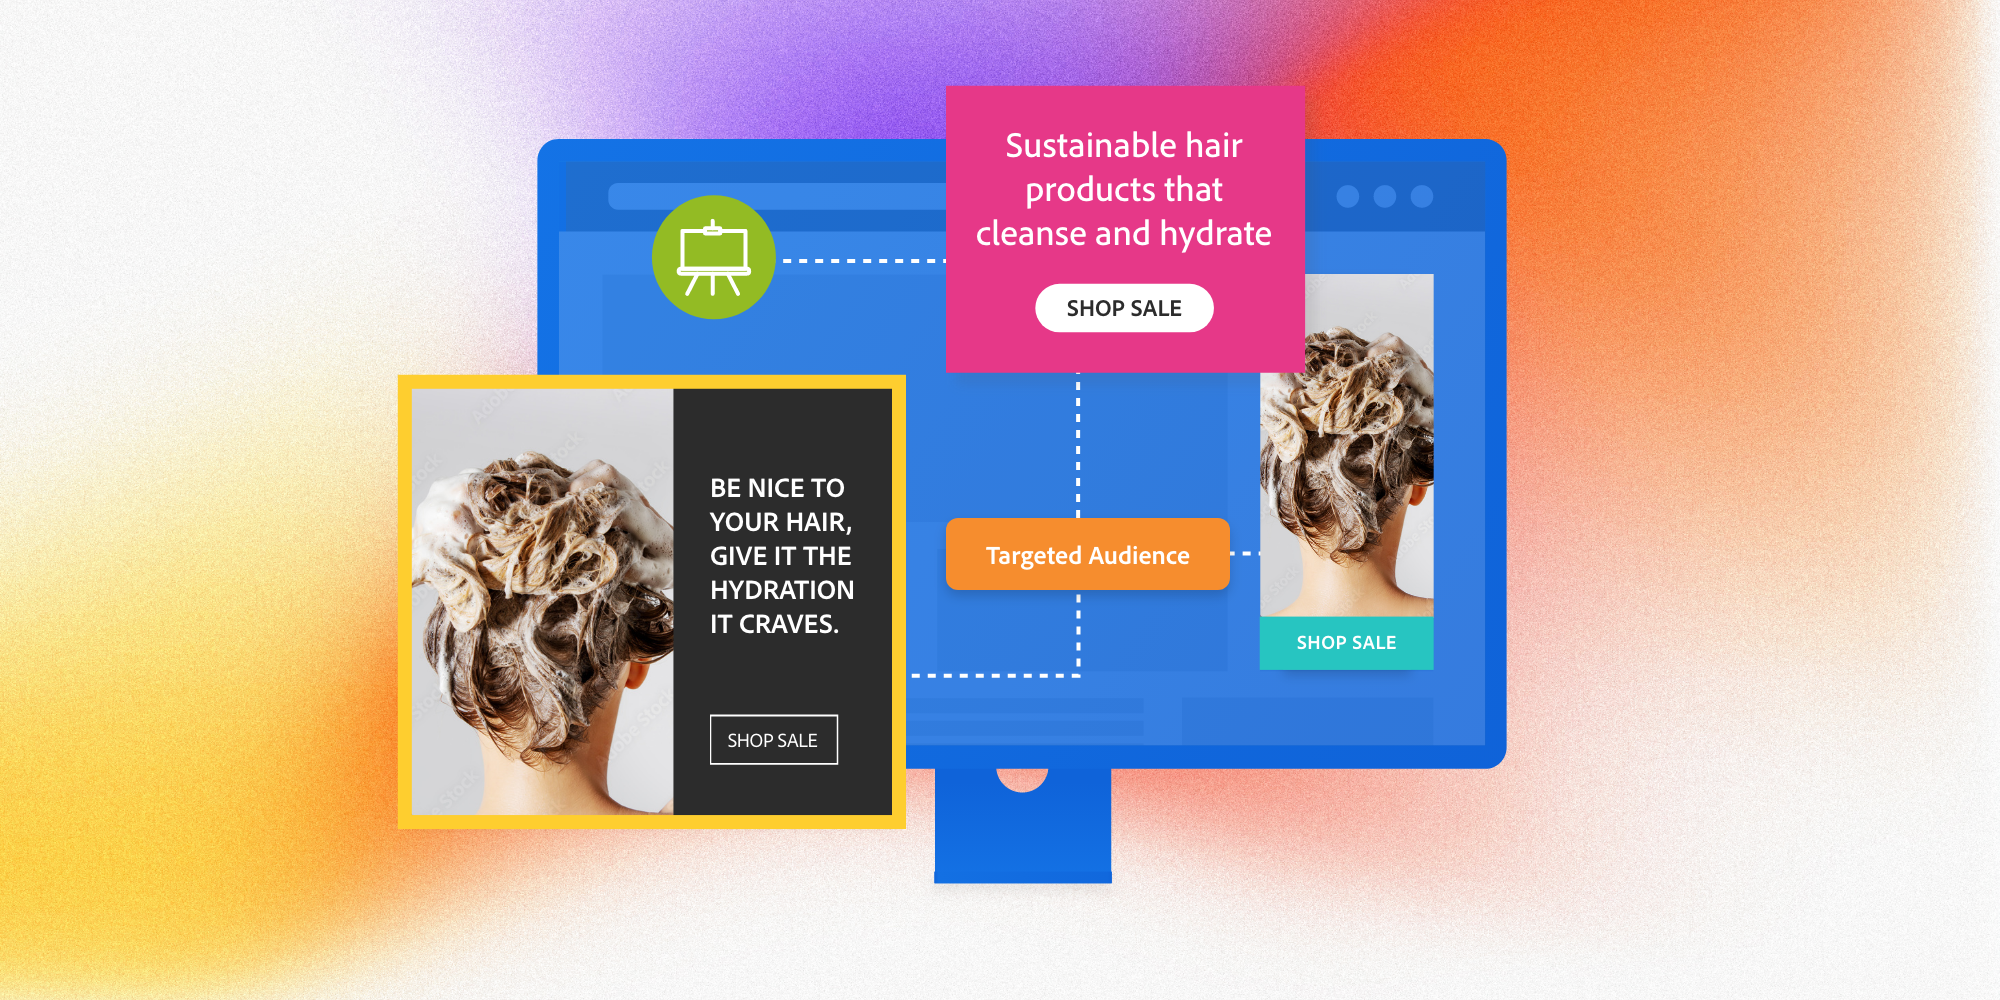 Sustainable hair
products that
cleanse and hydrate
SHOP SALE
BE NICE TO
YOUR HAIR,
GIVE IT THE
HYDRATION
IT CRAVES.
SHOP SALE
Targeted Audience
SHOP SALE